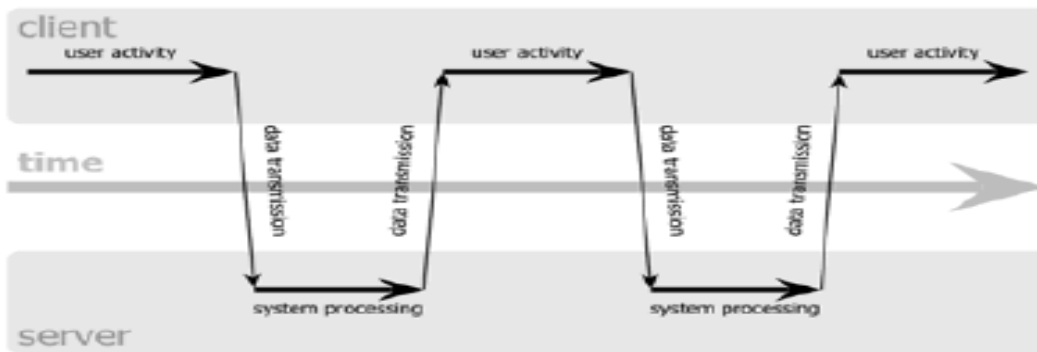 client
user activity
user activity
user activity
data transmission
data transmission
data transmission
data transmission
time
system processing
system processing
server